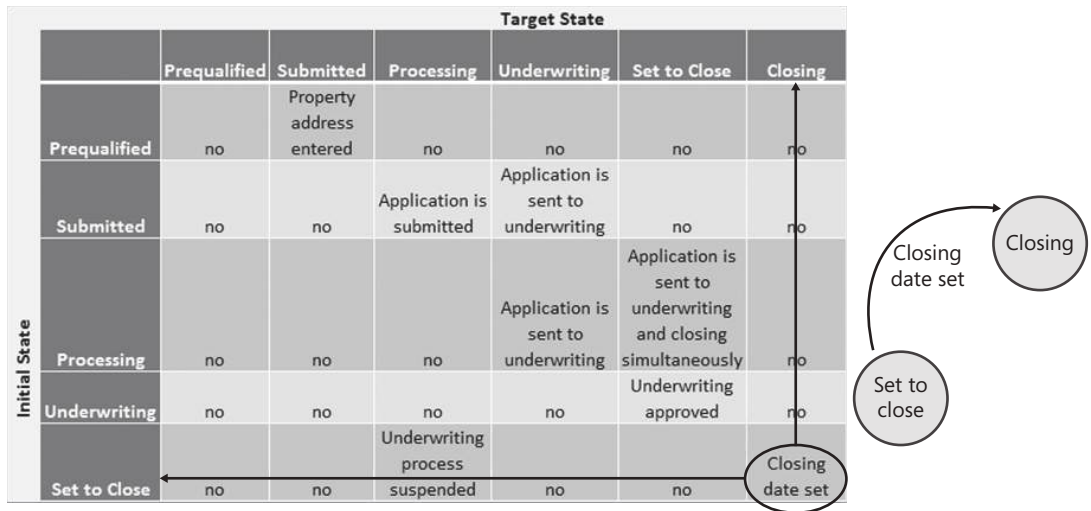 Target State
Prequalified Submitted Processing Underwriting Set to Close Closing
Property
address
entered
Prequalified no no no no no
Application is
submitted
Application is
sent to
underwriting
Submitted no no no no
Application is
sent to
underwriting
Application is
sent to
underwriting
and closing
simultaneously
Initial State
Processing no no no no
Underwriting
approved
Underwriting no no no no no
Underwriting
process
suspended
Closing
date set
Set to Close no no no no
Closing
date set
Closing
Set to
close